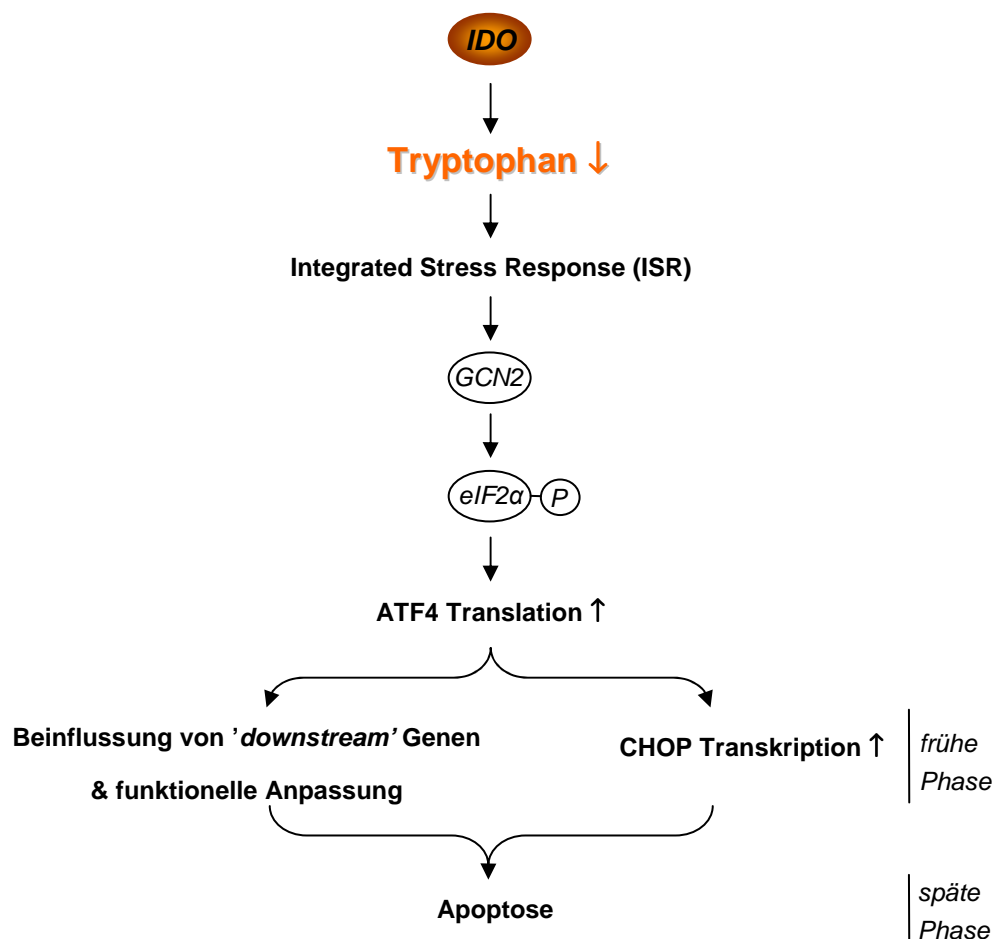 IDO
Tryptophan ↓
Integrated Stress Response (ISR)
GCN2
eIF2α P
ATF4 Translation ↑
Beinflussung von 'downstream' Genen
& funktionelle Anpassung
CHOP Transkription ↑
frühe
Phase
Apoptose
späte
Phase